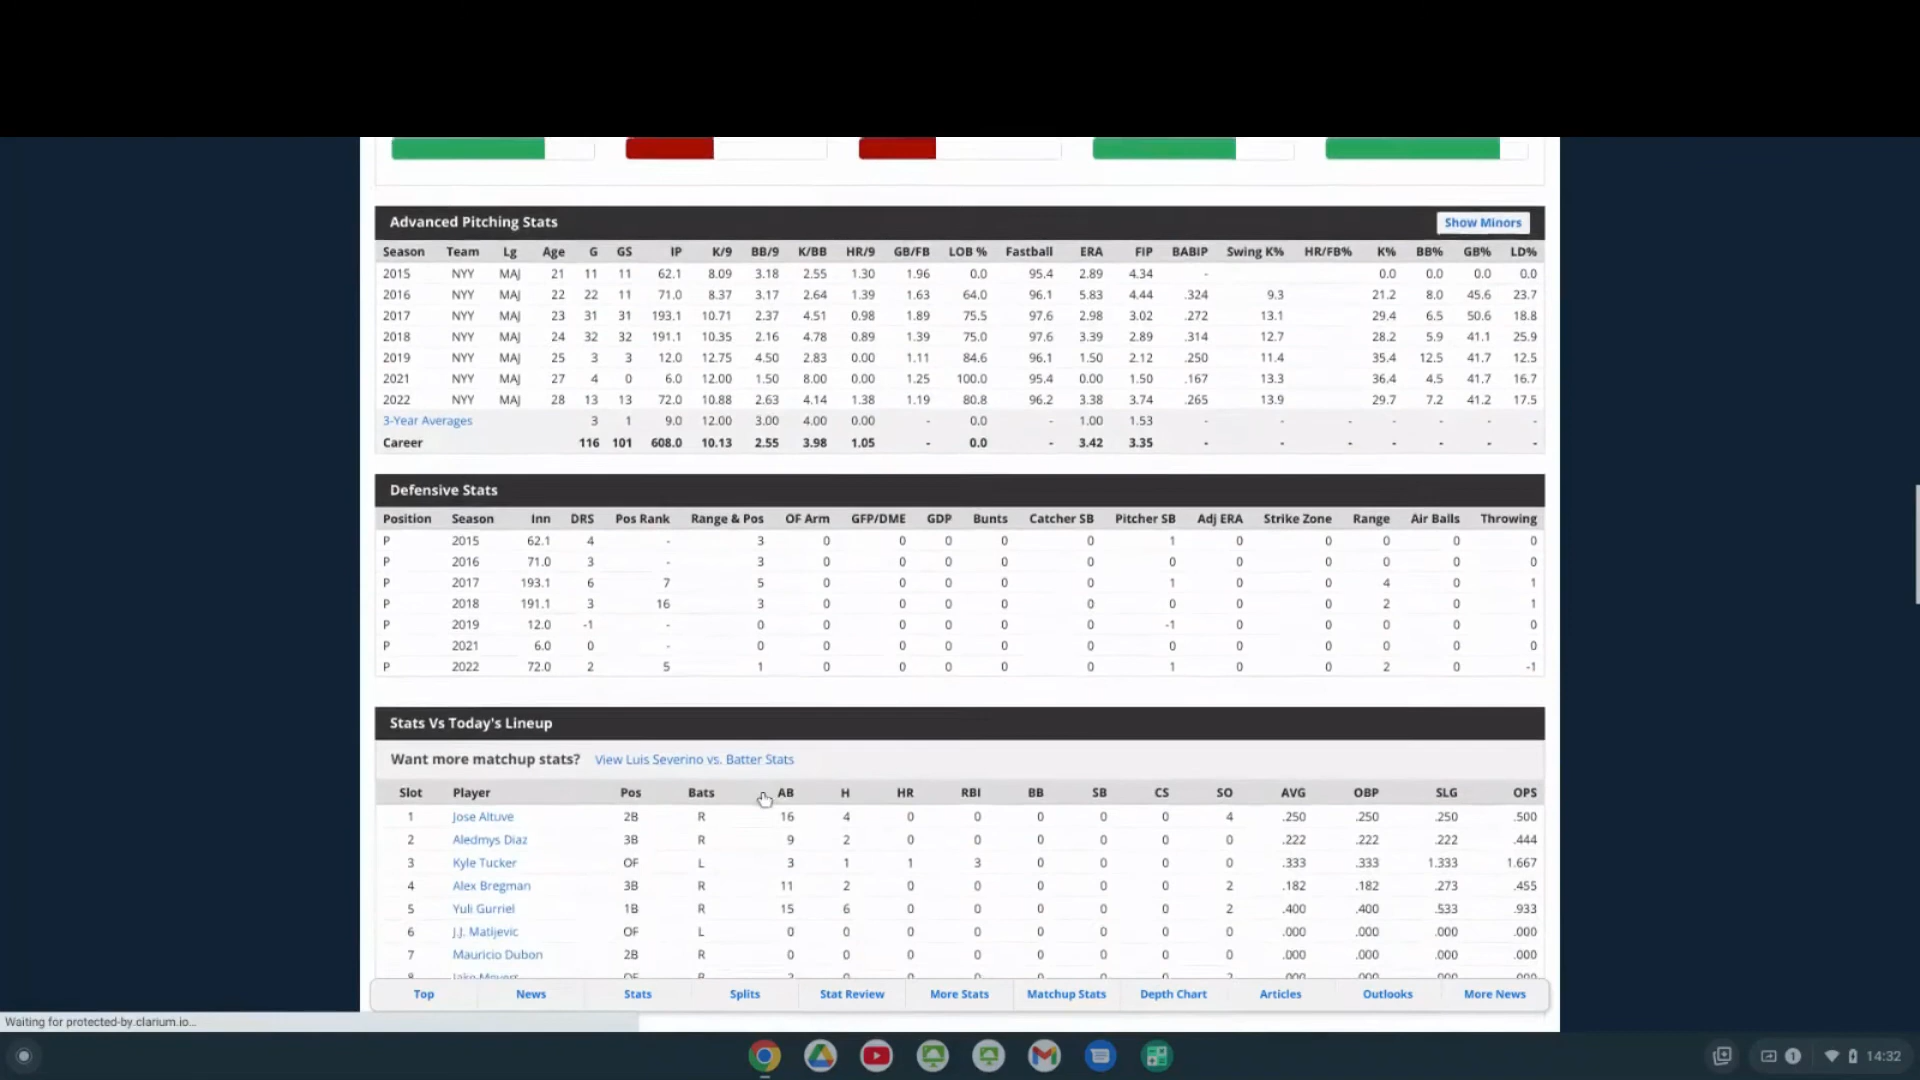 Advanced Pitching Stats Show Minors
Season Team Lg Age G GS IP K/9 BB/9 K/BB HR/9 GB/FB LOB % Fastball ERA FIP BABIP Swing K% HR/FB% K% BB% GB% LD%
2015 NYY MAJ 21 11 11 62.1 8.09 3.18 2.55 1.30 1.96 0.0 95.4 2.89 4.34 - 0.0 0.0 0.0 0.0
2016 NYY MAJ 22 22 11 71.0 8.37 3.17 2.64 1.39 1.63 64.0 96.1 5.83 4.44 .324 9.3 21.2 8.0 45.6 23.7
2017 NYY MAJ 23 31 31 193.1 10.71 2.37 4.51 0.98 1.89 75.5 97.6 2.98 3.02 .272 13.1 29.4 6.5 50.6 18.8
2018 NYY MAJ 24 32 32 191.1 10.35 2.16 4.78 0.89 1.39 75.0 97.6 3.39 2.89 .314 12.7 28.2 5.9 41.1 25.9
2019 NYY MAJ 25 3 3 12.0 12.75 4.50 2.83 0.00 1.11 84.6 96.1 1.50 2.12 .250 11.4 35.4 12.5 41.7 12.5
2021 NYY MAJ 27 4 0 6.0 12.00 1.50 8.00 0.00 1.25 100.0 95.4 0.00 1.50 .167 13.3 36.4 4.5 41.7 16.7
2022 NYY MAJ 28 13 13 72.0 10.88 2.63 4.14 1.38 1.19 80.8 96.2 3.38 3.74 .265 13.9 29.7 7.2 41.2 17.5
3-Year Averages 3 1 9.0 12.00 3.00 4.00 0.00 - 0.0 - 1.00 1.53 - - - - - - -
Career 116 101 608.0 10.13 2.55 3.98 1.05 - 0.0 - 3.42 3.35 - - - - - - -
Defensive Stats
Position Season Inn DRS Pos Rank Range & Pos OF Arm GFP/DME GDP Bunts Catcher SB Pitcher SB Adj ERA Strike Zone Range Air Balls Throwing
P 2015 62.1 4 - 3 0 0 0 0 0 1 0 0 0 0 0
P 2016 71.0 3 - 3 0 0 0 0 0 0 0 0 0 0 0
P 2017 193.1 6 7 5 0 0 0 0 0 1 0 0 4 0 1
P 2018 191.1 3 16 3 0 0 0 0 0 0 0 0 2 0 1
P 2019 12.0 -1 - 0 0 0 0 0 0 -1 0 0 0 0 0
P 2021 6.0 0 - 0 0 0 0 0 0 0 0 0 0 0 0
P 2022 72.0 2 5 1 0 0 0 0 0 1 0 0 2 0 -1
Stats Vs Today's Lineup
Want more matchup stats? View Luis Severino vs. Batter Stats
Slot Player Pos Bats AB H HR RBI BB SB CS SO AVG OBP SLG OPS
1 Jose Altuve 2B R 16 4 0 0 0 0 0 4 .250 .250 .250 .500
2 Aledmys Diaz 3B R 9 2 0 0 0 0 0 0 .222 .222 .222 .444
3 Kyle Tucker OF L 3 1 1 3 0 0 0 0 .333 .333 1.333 1.667
4 Alex Bregman 3B R 11 2 0 0 0 0 0 2 .182 .182 .273 .455
5 Yuli Gurriel 1B R 15 6 0 0 0 0 0 2 .400 .400 .533 .933
6 J.J. Matijevic OF L 0 0 0 0 0 0 0 0 .000 .000 .000 .000
7 Mauricio Dubon 2B R 0 0 0 0 0 0 0 0 .000 .000 .000 .000
Top News Stats Splits Stat Review More Stats Matchup Stats Depth Chart Articles Outlooks More News
Waiting for protected-by.clarium.io...
1 14:32